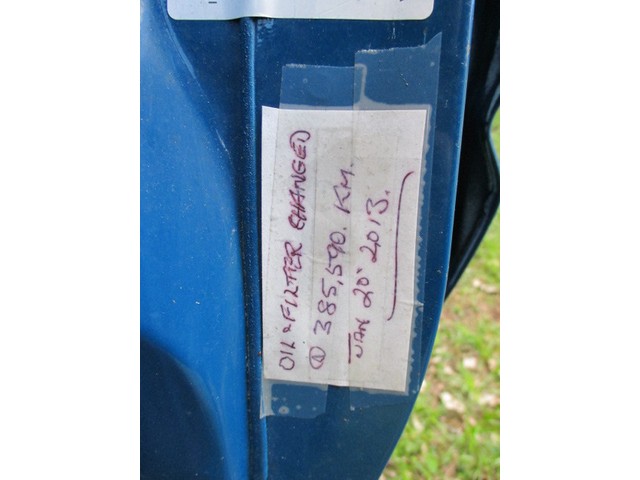 OIL & FILTER CHANGED
@ 385,590. KM.
JAN 20' 2013.